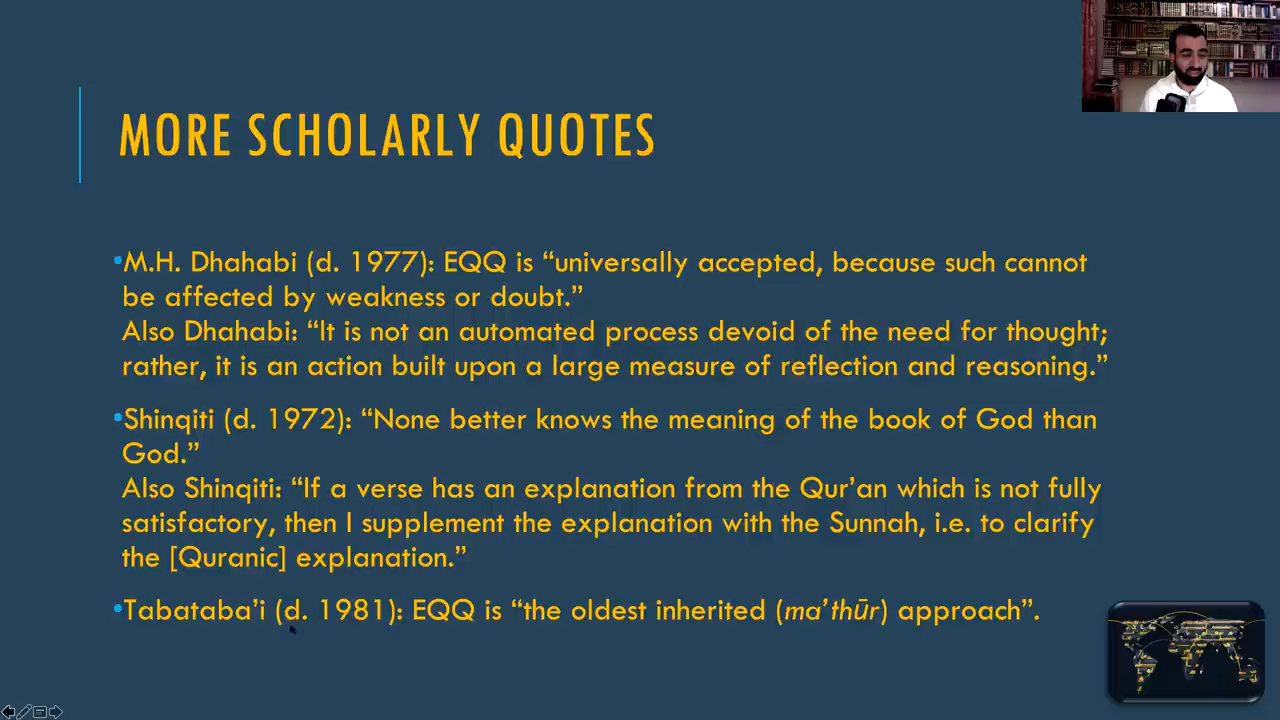 MORE SCHOLARLY QUOTES
•M.H. Dhahabi (d. 1977): EQQ is “universally accepted, because such cannot
be affected by weakness or doubt.”
Also Dhahabi: “It is not an automated process devoid of the need for thought;
rather, it is an action built upon a large measure of reflection and reasoning.”
•Shinqiti (d. 1972): “None better knows the meaning of the book of God than
God.”
Also Shinqiti: “If a verse has an explanation from the Qur’an which is not fully
satisfactory, then I supplement the explanation with the Sunnah, i.e. to clarify
the [Quranic] explanation.”
•Tabataba’i (d. 1981): EQQ is “the oldest inherited (ma’thūr) approach”.